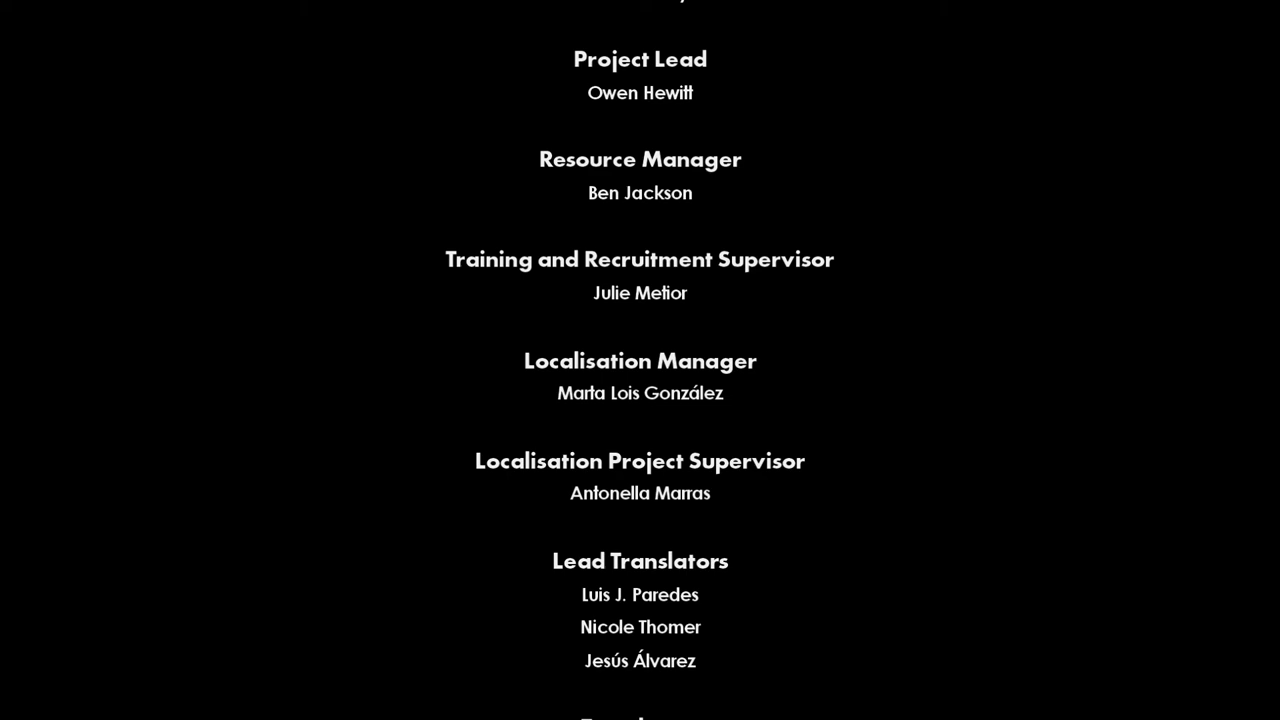 Project Lead
Owen Hewitt
Resource Manager
Ben Jackson
Training and Recruitment Supervisor
Julie Metior
Localisation Manager
Marta Lois González
Localisation Project Supervisor
Antonella Marras
Lead Translators
Luis J. Paredes
Nicole Thomer
Jesús Álvarez